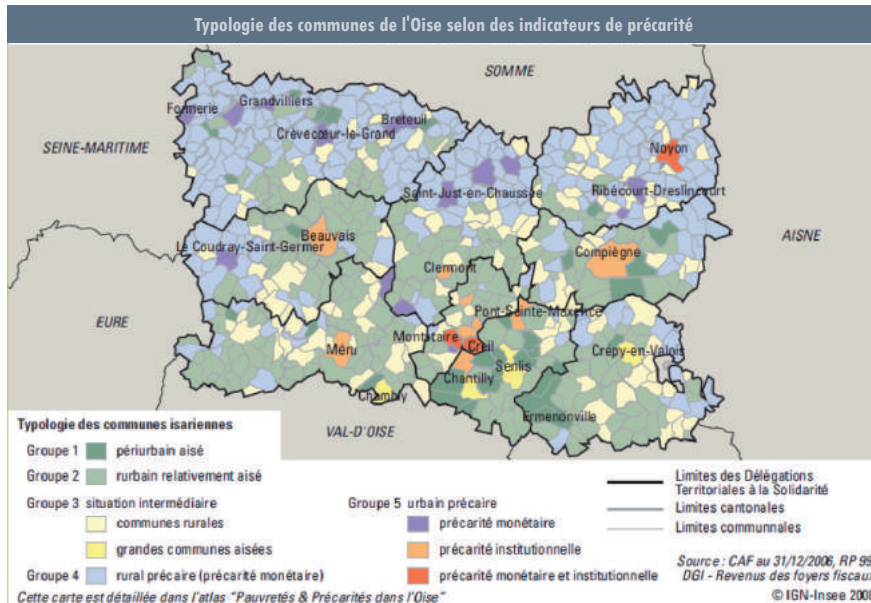 Typologie des communes de l'Oise selon des indicateurs de précarité
SOMME
Formerie
Grandvilliers
Breteuil
Crèvecœur-le-Grand
SEINE-MARITIME
Noyon
Saint-Just-en-Chaussée
Ribécourt-Dreslincourt
Le Coudray-Saint-Germer
Beauvais
AISNE
Compiègne
Clermont
EURE
Pont-Sainte-Maxence
Montataire
Creil
Méru
Crépy-en-Valois
Senlis
Chantilly
Chambly
Ermenonville
VAL-D'OISE
Typologie des communes isariennes
Groupe 1 périurbain aisé
Groupe 2 rurbain relativement aisé
Groupe 3 situation intermédiaire
communes rurales
grandes communes aisées
Groupe 4 rural précaire (précarité monétaire)
Groupe 5 urbain précaire
précarité monétaire
précarité institutionnelle
précarité monétaire et institutionnelle
Limites des Délégations
Territoriales à la Solidarité
Limites cantonales
Limites communnales
Source : CAF au 31/12/2006, RP 99
DGI - Revenus des foyers fiscaux
Cette carte est détaillée dans l'atlas "Pauvretés & Précarités dans l'Oise"
© IGN-Insee 2008